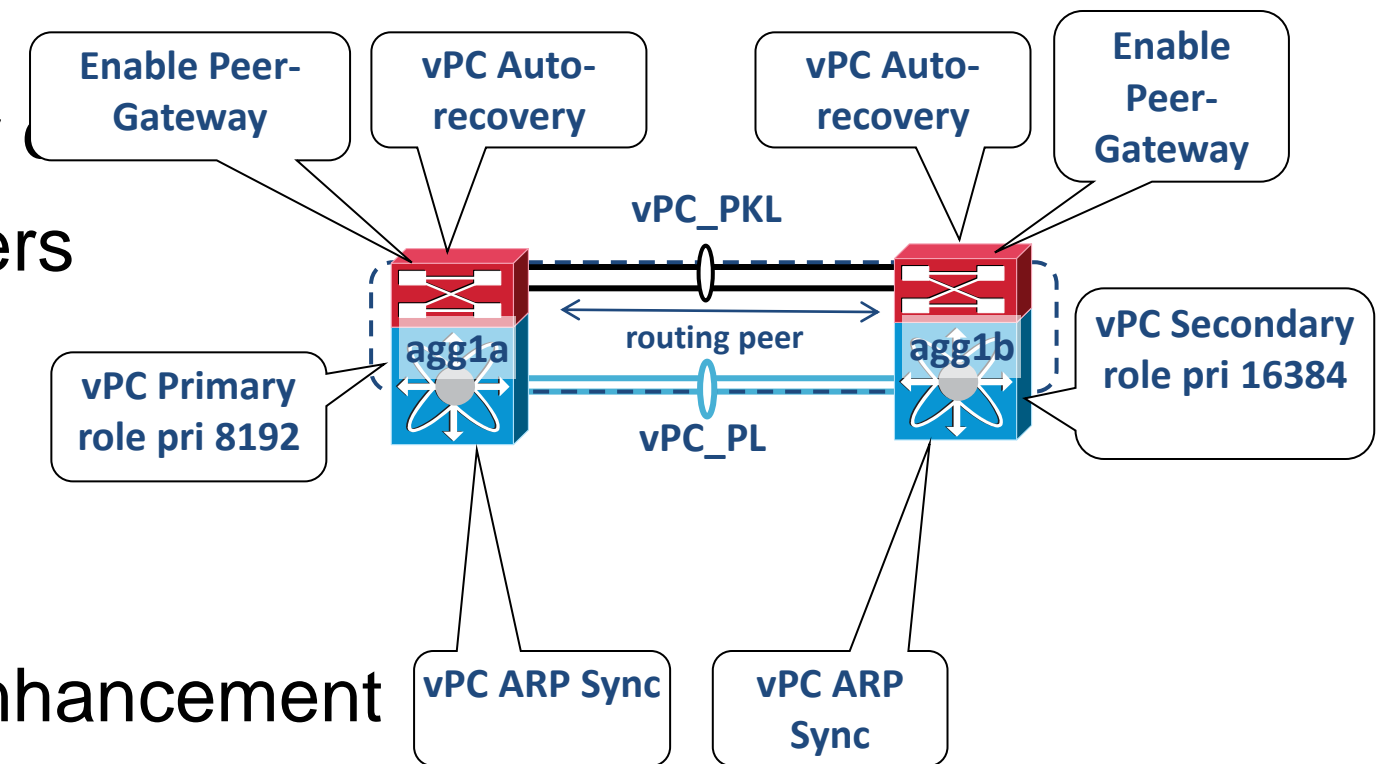 Enable Peer-
Gateway
vPC Auto-
recovery
vPC Auto-
recovery
Enable
Peer-
Gateway
ers
vPC_PKL
routing peer
agg1a
agg1b
vPC Primary
role pri 8192
vPC Secondary
role pri 16384
vPC_PL
nhancement
vPC ARP Sync
vPC ARP
Sync